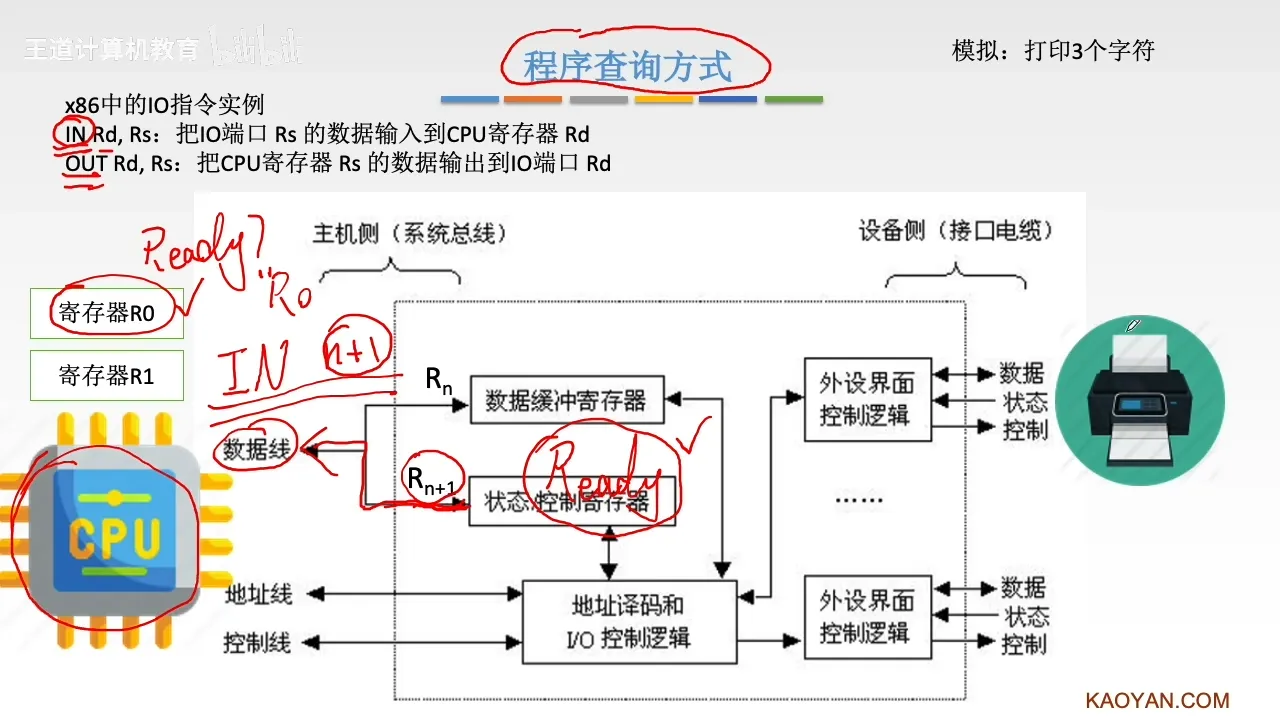 王道计算机教育 bilibili
程序查询方式
模拟：打印3个字符
x86中的IO指令实例
IN Rd, Rs：把IO端口 Rs 的数据输入到CPU寄存器 Rd
OUT Rd, Rs：把CPU寄存器 Rs 的数据输出到IO端口 Rd
主机侧（系统总线）
设备侧（接口电缆）
Ready?
R0
寄存器R0
寄存器R1
IN n+1
Rn
数据缓冲寄存器
外设界面
控制逻辑
数据
状态
控制
数据线
Rn+1
Ready
状态/控制寄存器
……
CPU
地址线
控制线
地址译码和
I/O 控制逻辑
外设界面
控制逻辑
数据
状态
控制
KAOYAN.COM